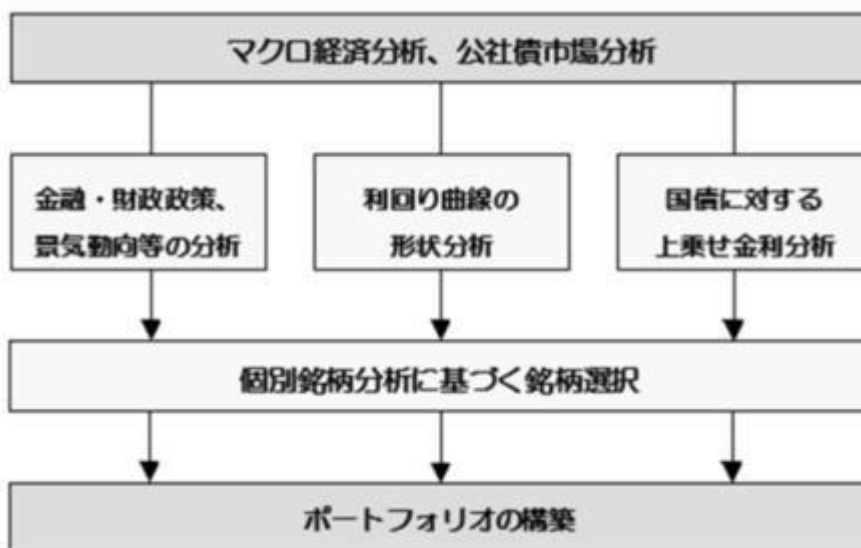 マクロ経済分析、公社債市場分析
金融・財政政策、
景気動向等の分析
利回り曲線の
形状分析
国債に対する
上乗せ金利分析
個別銘柄分析に基づく銘柄選択
ポートフォリオの構築